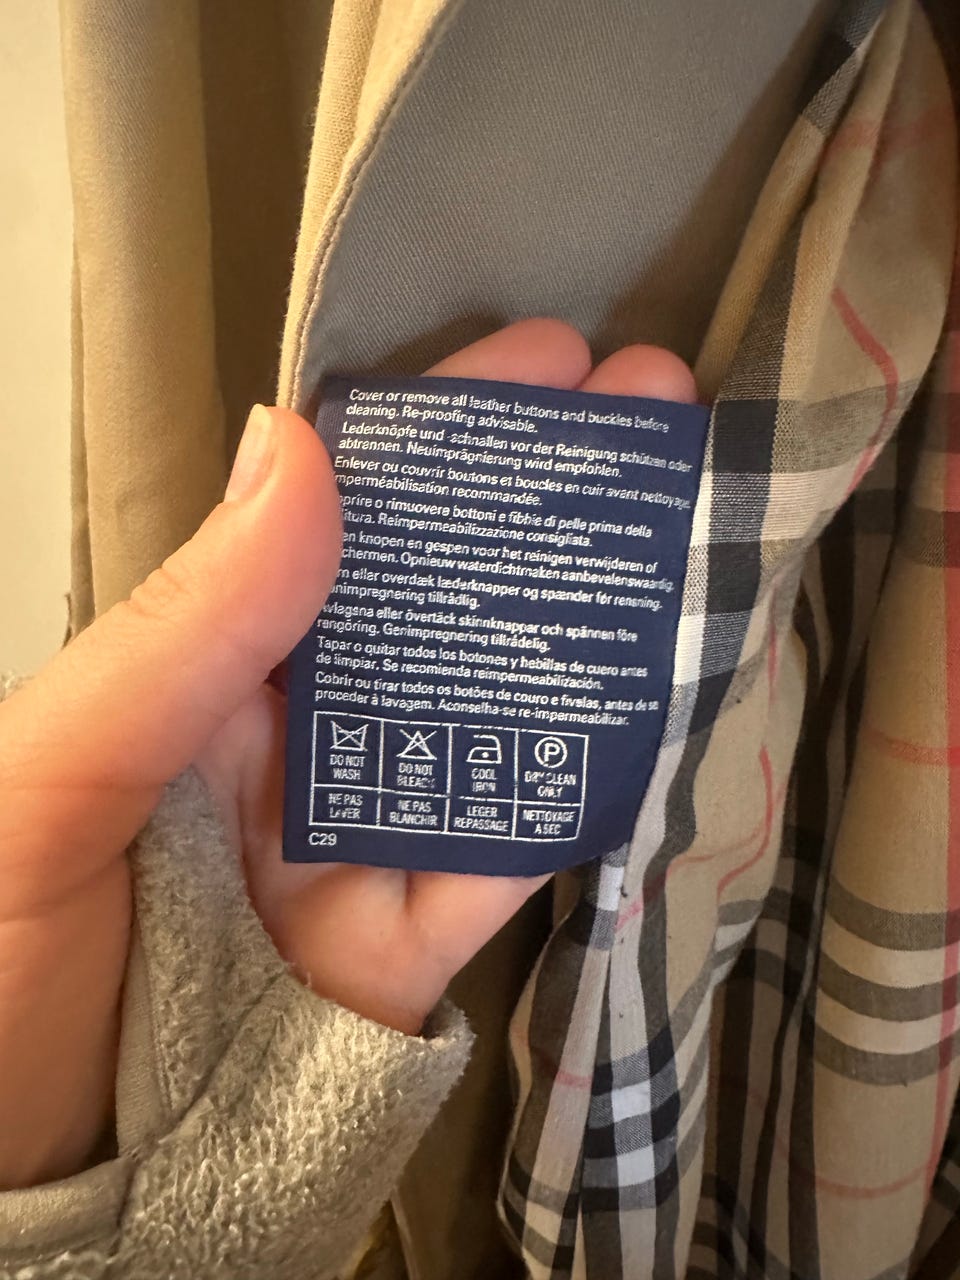 Cover or remove all leather buttons and buckles before
cleaning. Re-proofing advisable.
Lederknöpfe und -schnallen vor der Reinigung schützen oder
abtrennen. Neuimprägnierung wird empfohlen.
Enlever ou couvrir boutons et boucles en cuir avant nettoyage.
mperméabilisation recommandée.
oprire o rimuovere bottoni e fibbie di pelle prima della
litura. Reimpermeabilizzazione consigliata.
en knopen en gespen voor het reinigen verwijderen of
chermen. Opnieuw waterdichtmaken aanbevelenswaardig.
m eller overdæk læderknapper og spænder før rensning.
nimpregnering tillrådlig.
vlagsna eller övertäck skinnknappar och spännen före
rengöring. Genimpregnering tillrådelig.
Tapar o quitar todos los botones y hebillas de cuero antes
de limpiar. Se recomienda reimpermeabilización.
Cobrir ou tirar todos os botões de couro e fivelas, antes de se
proceder à lavagem. Aconselha-se re-impermeabilizar.
P
DO NOT WASH DO NOT BLEACH COOL IRON DRY CLEAN ONLY
NE PAS LAVER NE PAS BLANCHIR LEGER REPASSAGE NETTOYAGE A SEC
C29